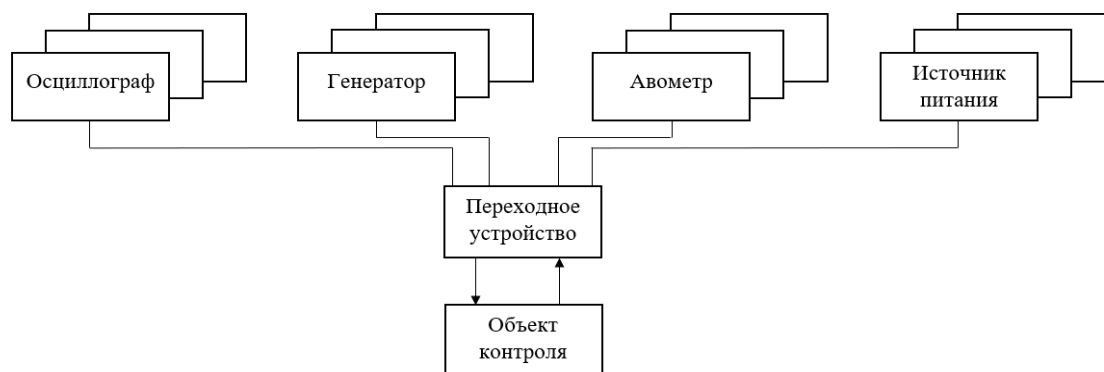 Осциллограф
Генератор
Авометр
Источник
питания
Переходное
устройство
Объект
контроля